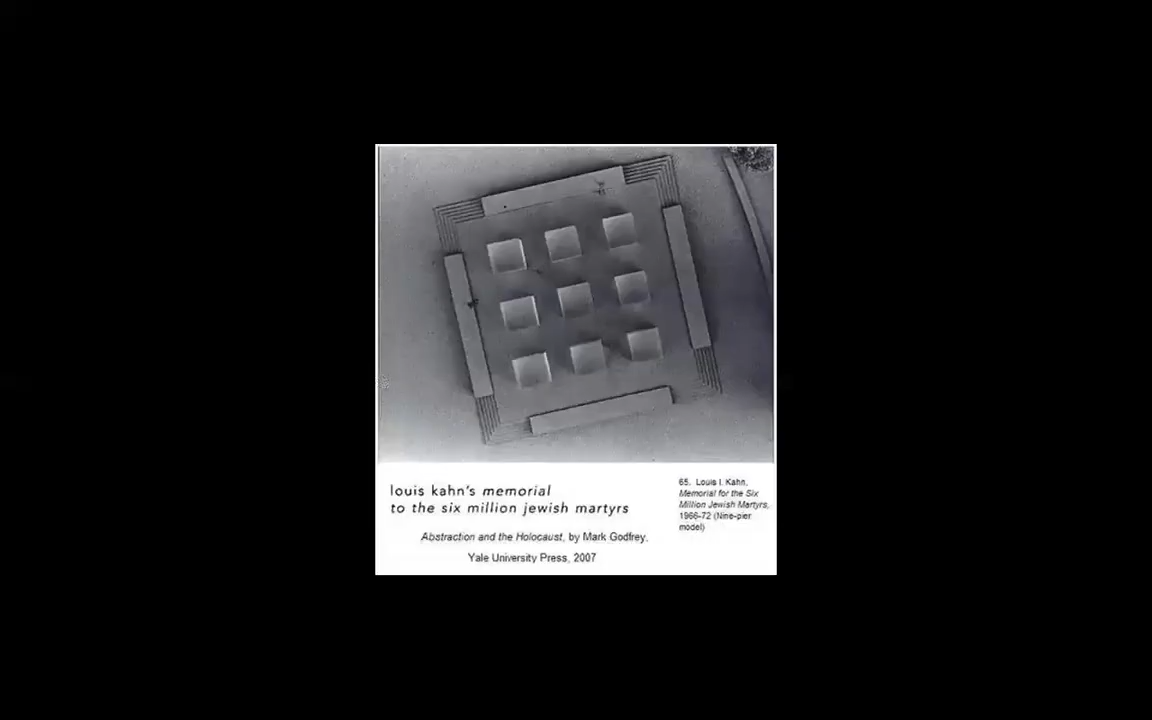 louis kahn's memorial
to the six million jewish martyrs
Abstraction and the Holocaust, by Mark Godfrey,
Yale University Press, 2007
65. Louis I. Kahn,
Memorial for the Six
Million Jewish Martyrs,
1966-72 (Nine-pier
model)